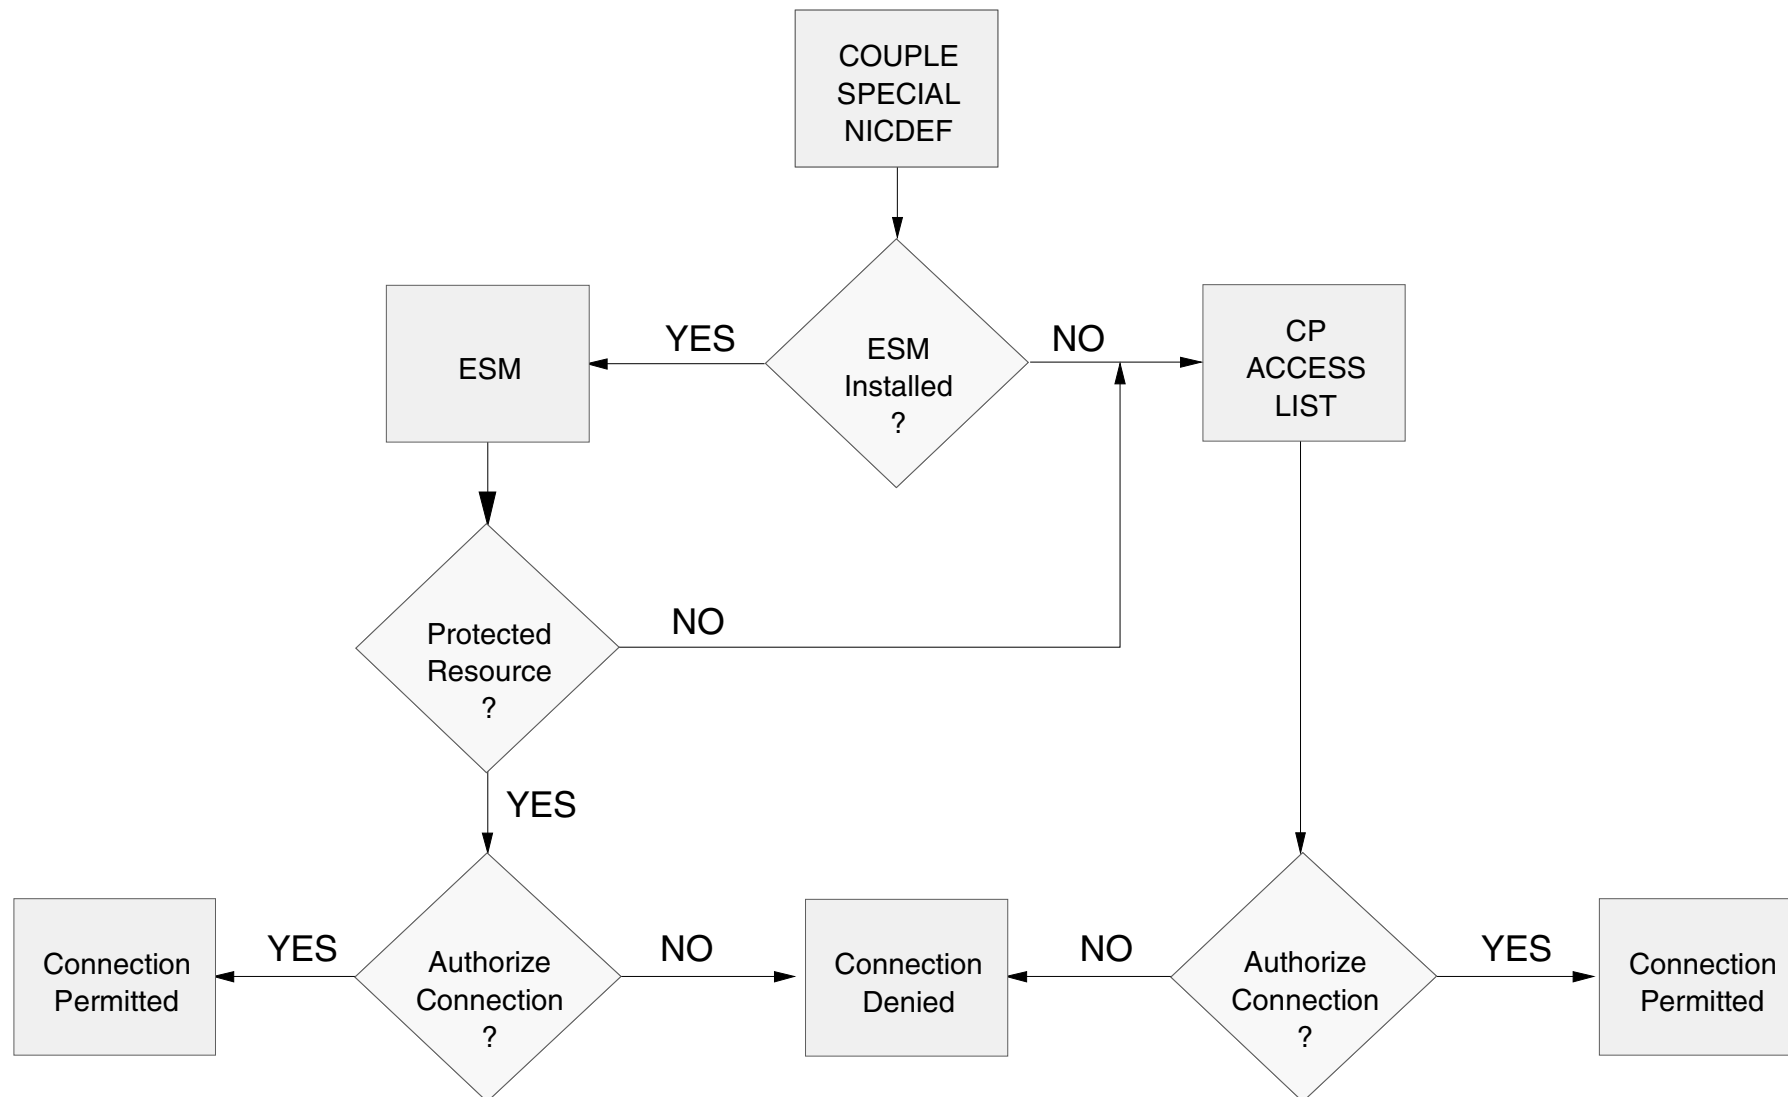 COUPLE
SPECIAL
NICDEF
YES
NO
ESM
ESM
Installed
?
CP
ACCESS
LIST
NO
Protected
Resource
?
YES
YES
NO
NO
YES
Connection
Permitted
Authorize
Connection
?
Connection
Denied
Authorize
Connection
?
Connection
Permitted